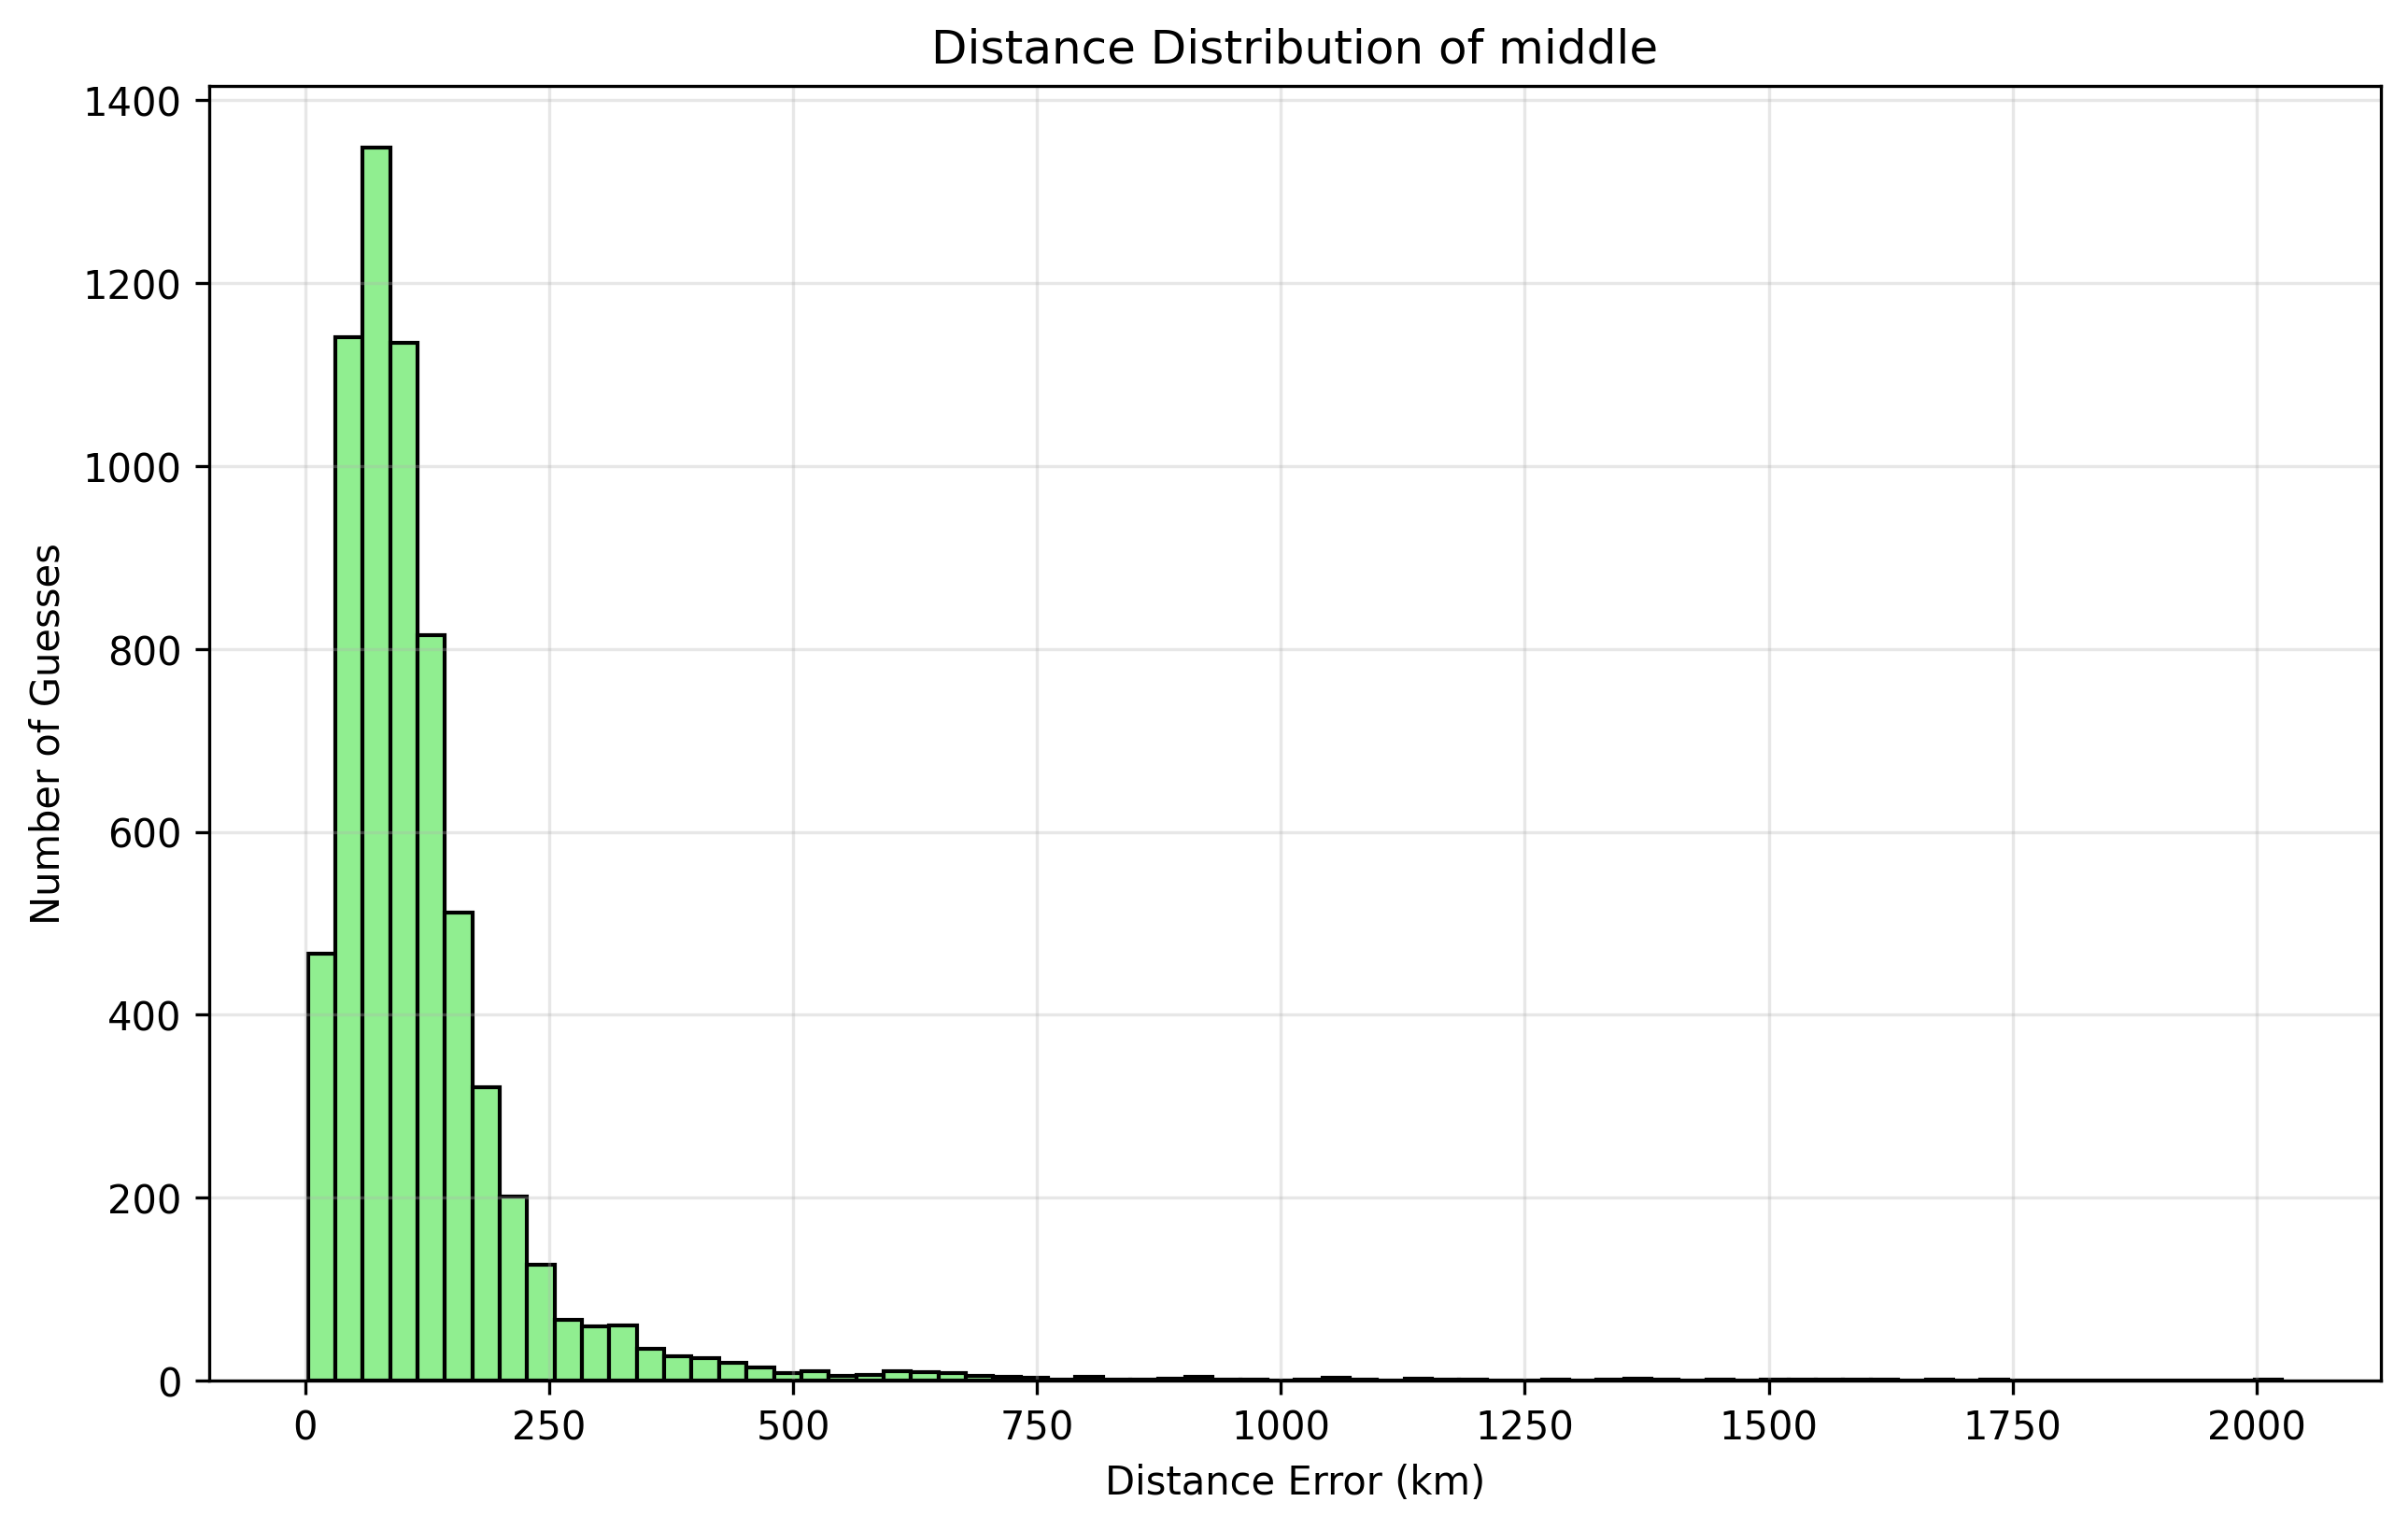 Distance Distribution of middle
1400
1200
1000
800
600
400
200
0
Number of Guesses
0 250 500 750 1000 1250 1500 1750 2000
Distance Error (km)